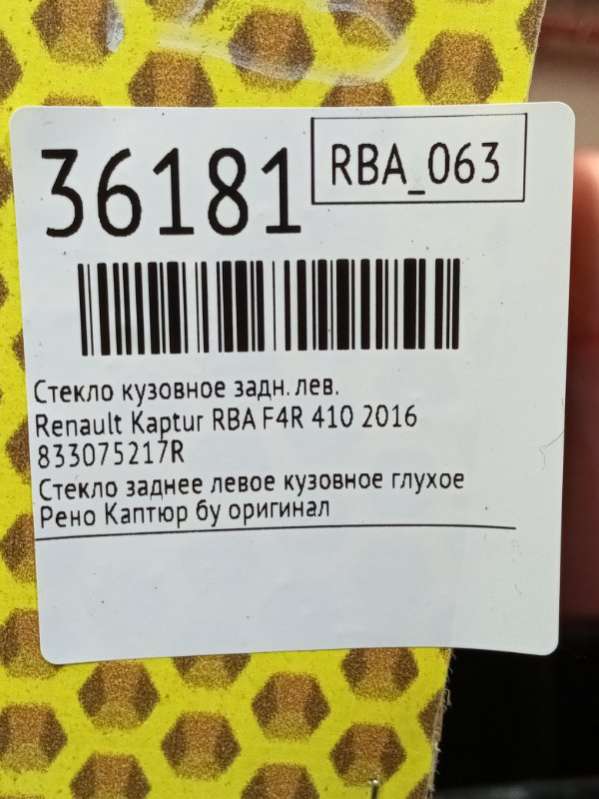 36181
RBA_063
Стекло кузовное задн. лев.
Renault Kaptur RBA F4R 410 2016
833075217R
Стекло заднее левое кузовное глухое
Рено Каптюр бу оригинал